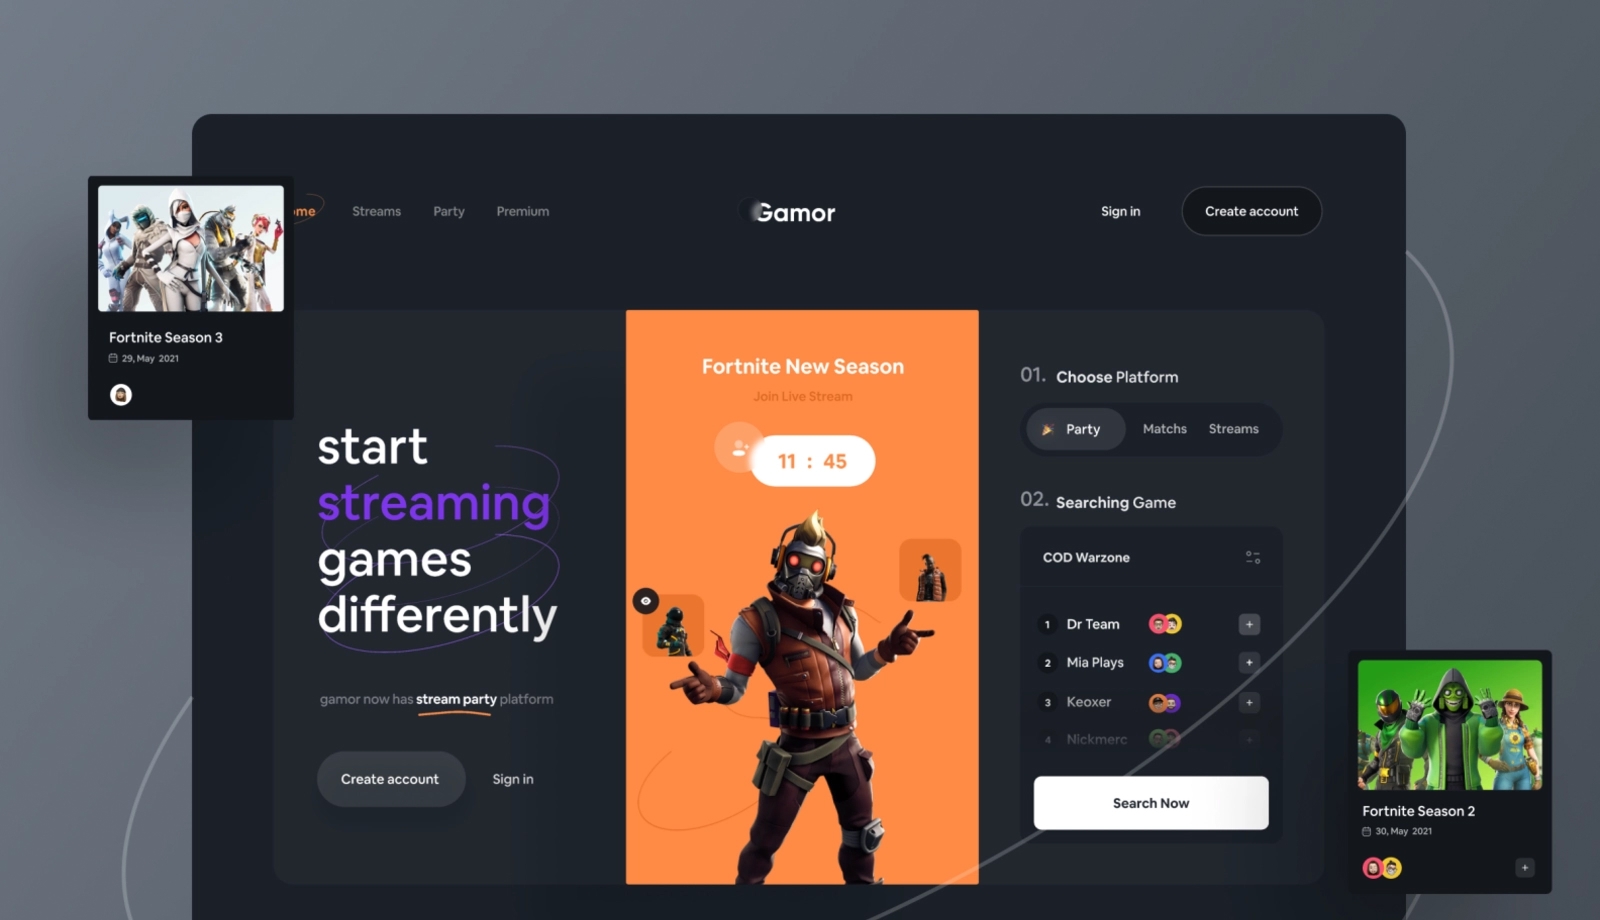 ome
Streams
Party
Premium
Gamor
Sign in
Create account
Fortnite Season 3
29, May 2021
start
streaming
games
differently
gamor now has stream party platform
Create account
Sign in
Fortnite New Season
Join Live Stream
11 : 45
01. Choose Platform
Party
Matchs
Streams
02. Searching Game
COD Warzone
1 Dr Team +
2 Mia Plays +
3 Keoxer +
4 Nickmerc +
Search Now
Fortnite Season 2
30, May 2021
+